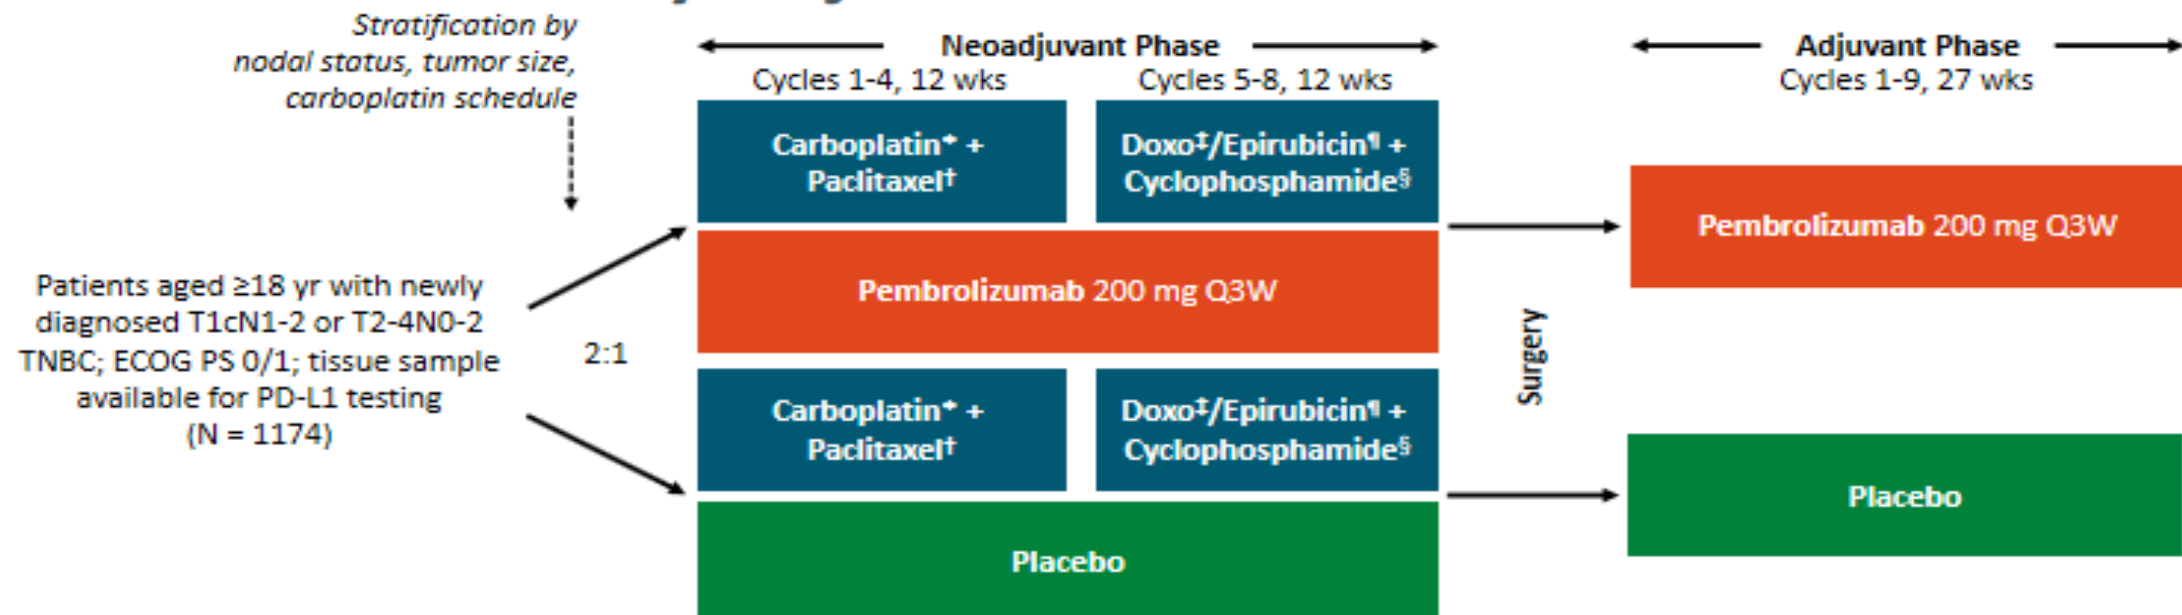 Stratification by
nodal status, tumor size,
carboplatin schedule
Neoadjuvant Phase
Cycles 1-4, 12 wks
Cycles 5-8, 12 wks
Adjuvant Phase
Cycles 1-9, 27 wks
Carboplatin* +
Paclitaxel†
Doxo‡/Epirubicin¶ +
Cyclophosphamide§
Pembrolizumab 200 mg Q3W
Pembrolizumab 200 mg Q3W
Patients aged ≥18 yr with newly
diagnosed T1cN1-2 or T2-4N0-2
TNBC; ECOG PS 0/1; tissue sample
available for PD-L1 testing
(N = 1174)
2:1
Surgery
Carboplatin* +
Paclitaxel†
Doxo‡/Epirubicin¶ +
Cyclophosphamide§
Placebo
Placebo